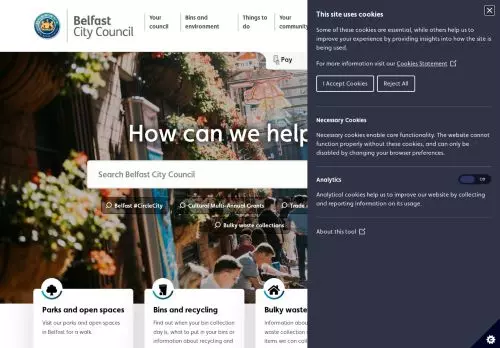 Belfast
City Council
Your
council
Bins and
environment
Things to
do
Your
community
Pay
How can we help
Search Belfast City Council
Belfast #CircleCity
Cultural Multi-Annual Grants
Trade
Bulky waste collections
Parks and open spaces
Visit our parks and open spaces
in Belfast for a walk.
Bins and recycling
Find out when your bin collection
day is, what to put in your bins or
information about recycling and
Bulky waste
Information about
waste collection
items we can coll
This site uses cookies
Some of these cookies are essential, while others help us to
improve your experience by providing insights into how the site is
being used.
For more information visit our Cookies Statement
I Accept Cookies
Reject All
Necessary Cookies
Necessary cookies enable core functionality. The website cannot
function properly without these cookies, and can only be
disabled by changing your browser preferences.
Analytics
Off
Analytical cookies help us to improve our website by collecting
and reporting information on its usage.
About this tool